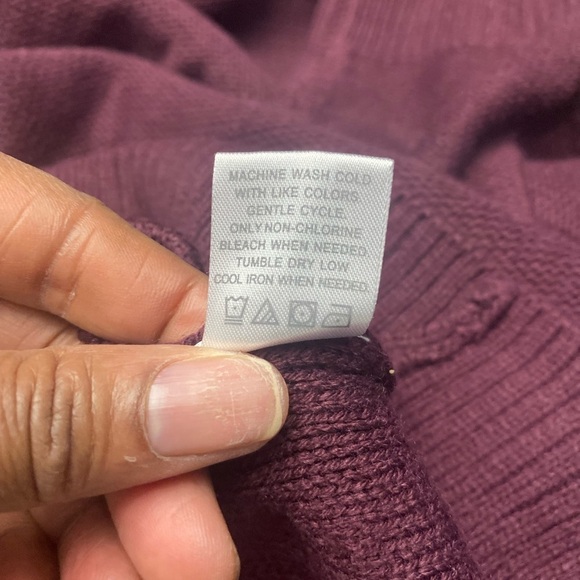 MACHINE WASH COLD
WITH LIKE COLORS.
GENTLE CYCLE.
ONLY NON-CHLORINE
BLEACH WHEN NEEDED.
TUMBLE DRY LOW
COOL IRON WHEN NEEDED.